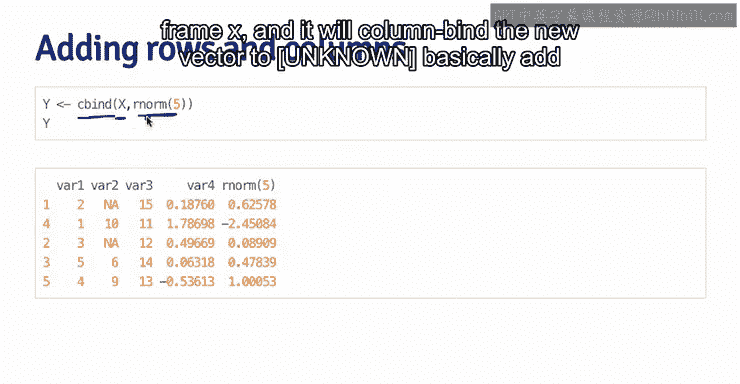 frame x, and it will column-bind the new
vector to [UNKNOWN] basically add
Adding rows and columns
Y <- cbind(X,rnorm(5))
Y
var1 var2 var3 var4 rnorm(5)
1 2 NA 15 0.18760 0.62578
4 1 10 11 1.78698 -2.45084
2 3 NA 12 0.49669 0.08909
3 5 6 14 0.06318 0.47839
5 4 9 13 -0.53613 1.00053